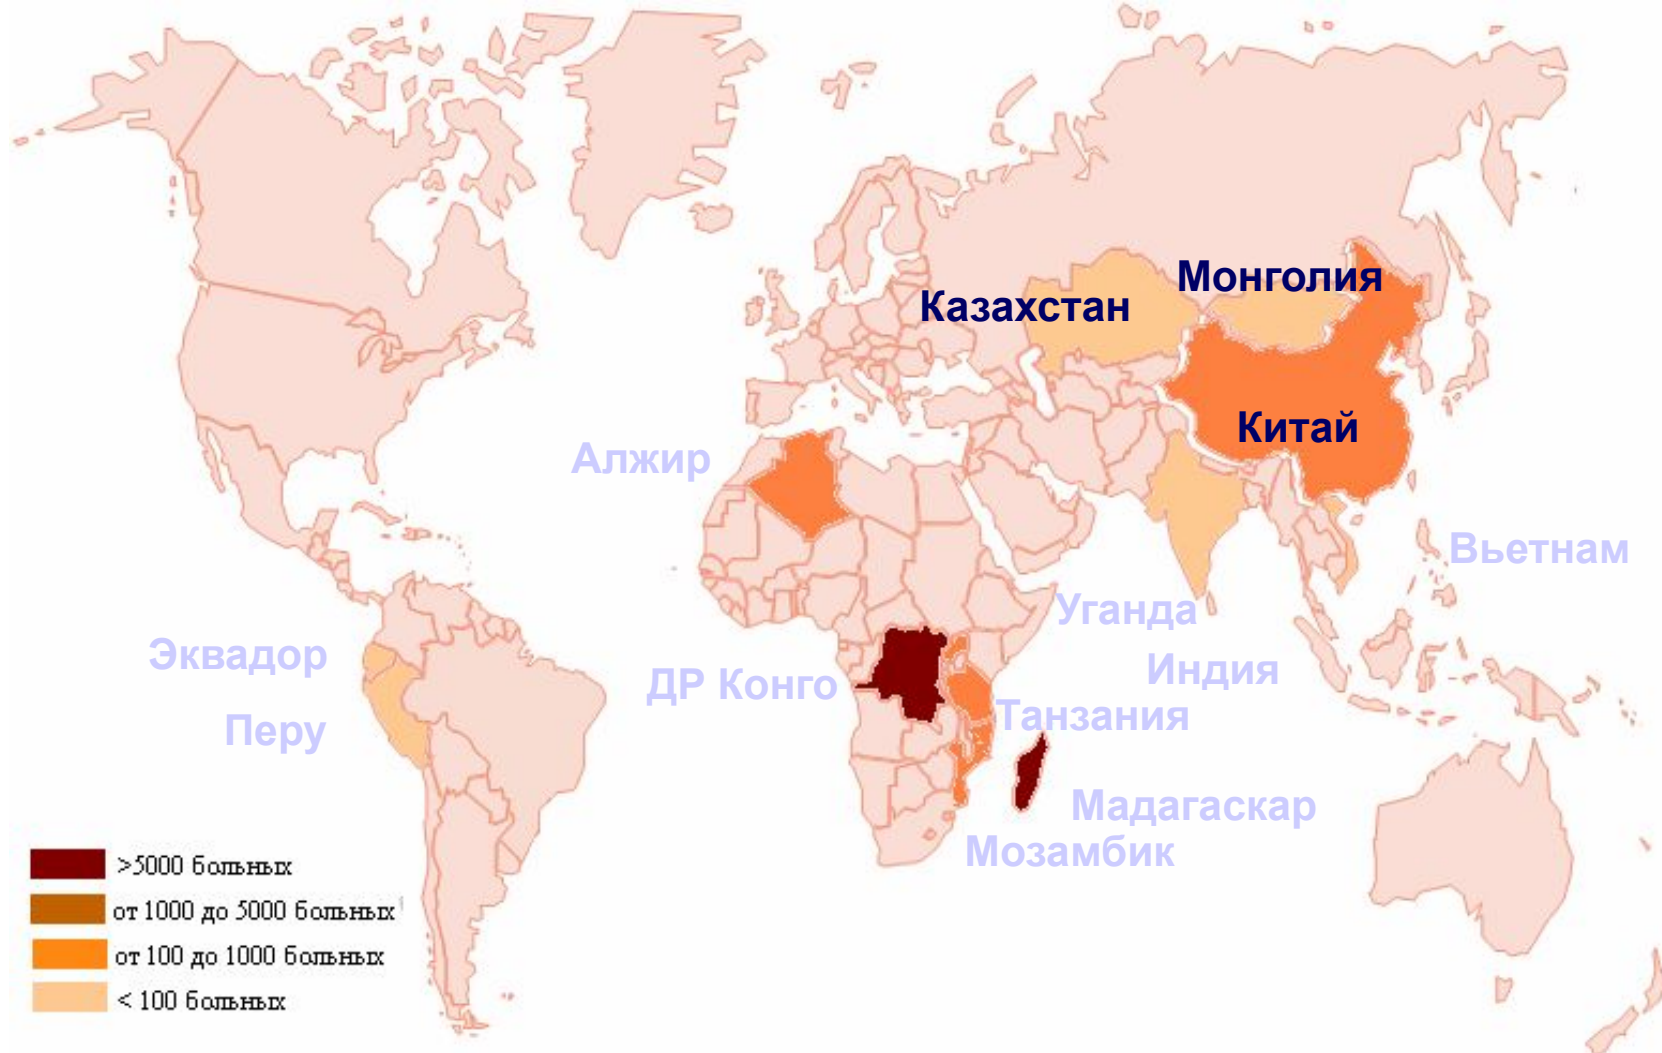 Монголия
Казахстан
Китай
Алжир
Вьетнам
Уганда
Эквадор
ДР Конго
Индия
Перу
Танзания
Мадагаскар
Мозамбик
>5000 больных
от 1000 до 5000 больных
от 100 до 1000 больных
< 100 больных